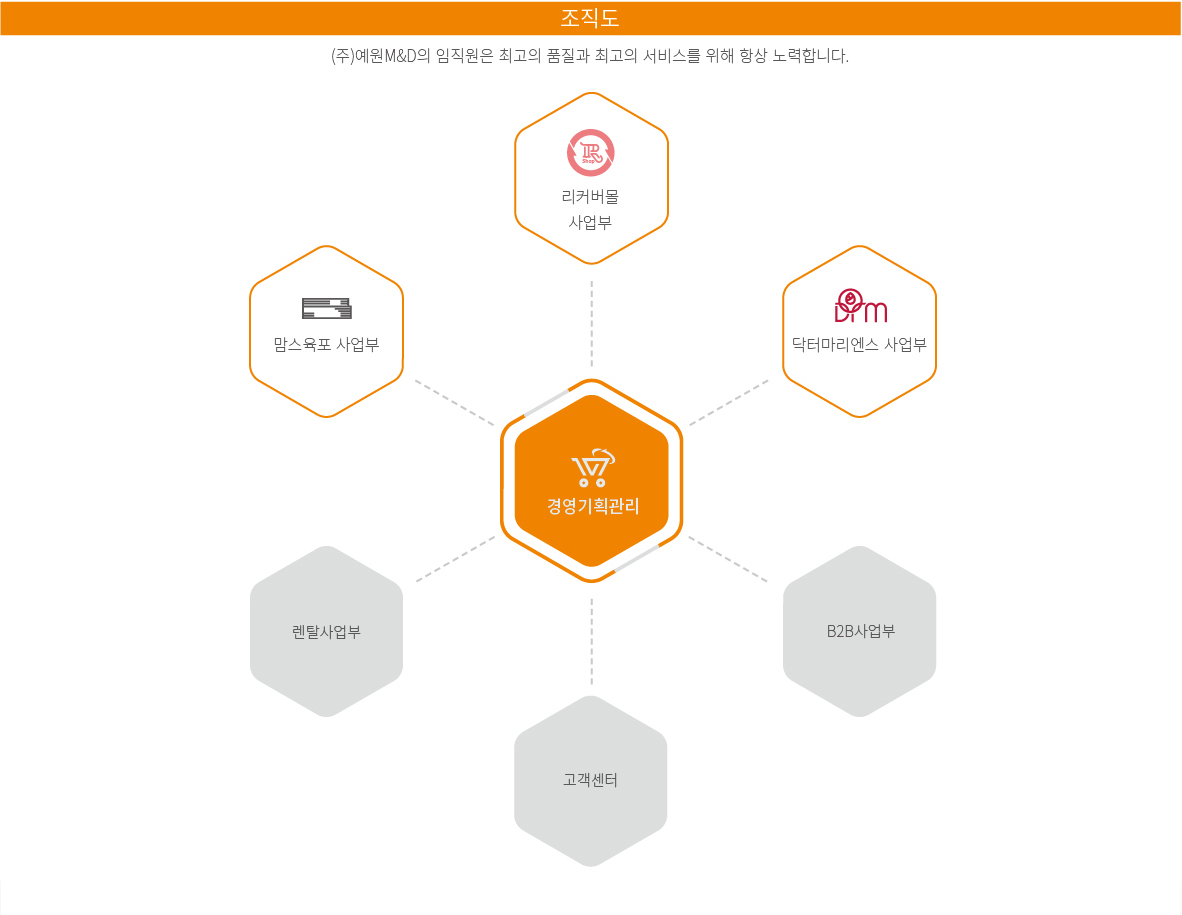 조직도
(주)예원M&D의 임직원은 최고의 품질과 최고의 서비스를 위해 항상 노력합니다.
R
Shop
리커버몰
사업부
맘스육포 사업부
DrM
닥터마리엔스 사업부
경영기획관리
렌탈사업부
B2B사업부
고객센터